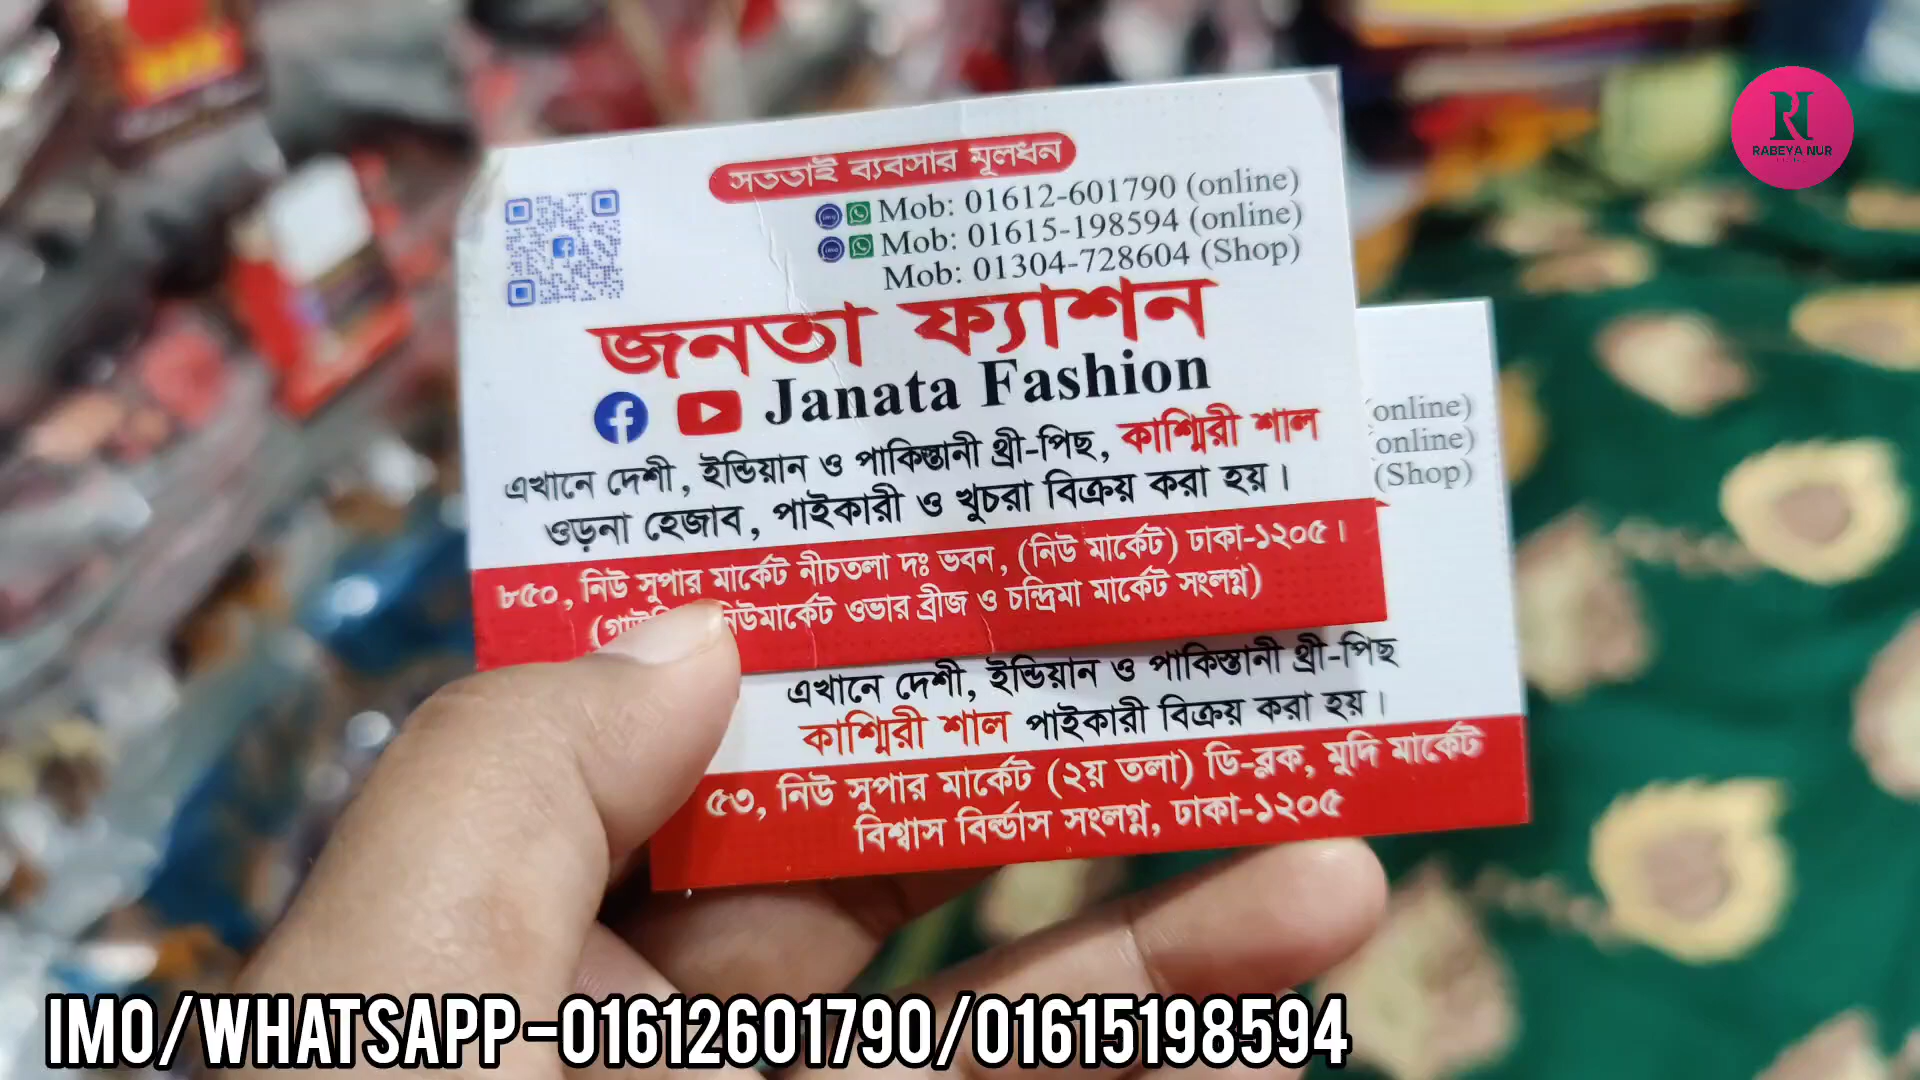 RABEYA NUR
সততাই ব্যবসার মূলধন
Mob: 01612-601790 (online)
Mob: 01615-198594 (online)
Mob: 01304-728604 (Shop)
জনতা ফ্যাশন
Janata Fashion
এখানে দেশী, ইন্ডিয়ান ও পাকিস্তানী থ্রী-পিছ, কাশ্মিরী শাল
ওড়না হেজাব, পাইকারী ও খুচরা বিক্রয় করা হয়।
৮৫০, নিউ সুপার মার্কেট নীচতলা দঃ ভবন, (নিউ মার্কেট) ঢাকা-১২০৫।
নিউমার্কেট ওভার ব্রীজ ও চন্দ্রিমা মার্কেট সংলগ্ন)
online)
online)
(Shop)
এখানে দেশী, ইন্ডিয়ান ও পাকিস্তানী থ্রী-পিছ
কাশ্মিরী শাল পাইকারী বিক্রয় করা হয়।
৫৩, নিউ সুপার মার্কেট (২য় তলা) ডি-ব্লক, মুদি মার্কেট
বিশ্বাস বির্ল্ডাস সংলগ্ন, ঢাকা-১২০৫
IMO/WHATSAPP-01612601790/01615198594